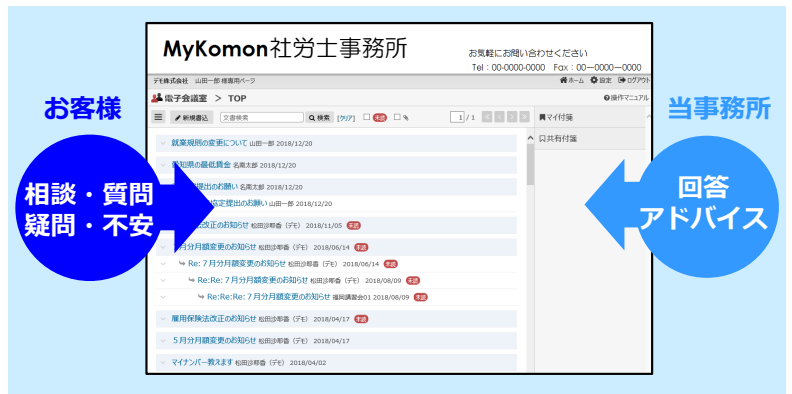 MyKomon社労士事務所
お気軽にお問い合わせください
Tel：00-0000-0000 Fax：00－0000－0000
デモ株式会社 山田一郎 様専用ページ
ホーム 設定 ログアウト
電子会議室 > TOP
操作マニュアル
新規書込 文書検索 検索 [クリア] 未読 1 / 1 « < > »
マイ付箋
共有付箋
就業規則の変更について 山田一郎 2018/12/20
知県の最低賃金 名南太郎 2018/12/20
提出のお願い 名南太郎 2018/12/20
協定提出のお願い 山田一郎 2018/12/20
法改正のお知らせ 松田沙耶香（デモ） 2018/11/05 未読
月分月額変更のお知らせ 松田沙耶香（デモ） 2018/06/14 未読
Re:７月分月額変更のお知らせ 松田沙耶香（デモ） 2018/06/14 未読
Re:Re:７月分月額変更のお知らせ 松田沙耶香（デモ） 2018/08/09 未読
Re:Re:Re:７月分月額変更のお知らせ 福岡講習会01 2018/08/09 未読
雇用保険法改正のお知らせ 松田沙耶香（デモ） 2018/04/17 未読
５月分月額変更のお知らせ 松田沙耶香（デモ） 2018/04/17
マイナンバー教えます 松田沙耶香（デモ） 2018/04/02
お客様
相談・質問
疑問・不安
当事務所
回答
アドバイス